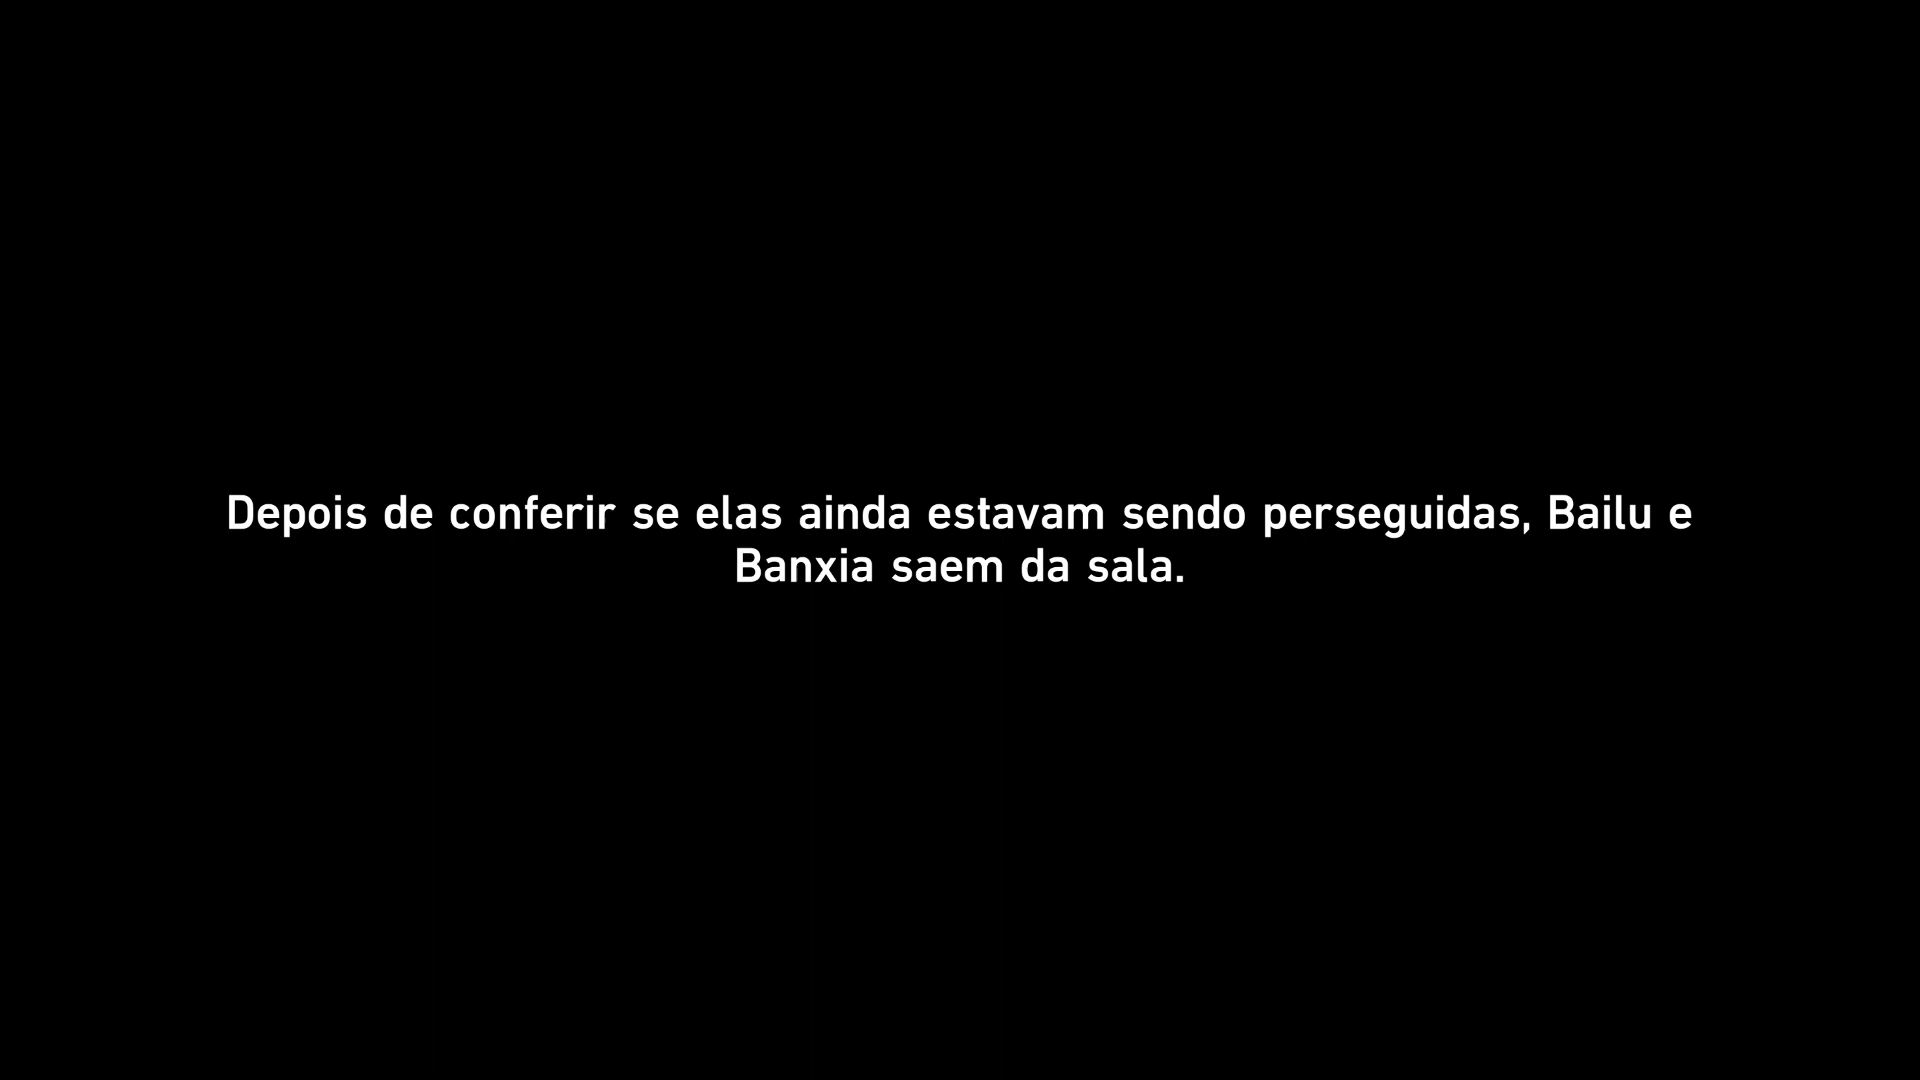 Depois de conferir se elas ainda estavam sendo perseguidas, Bailu e
Banxia saem da sala.